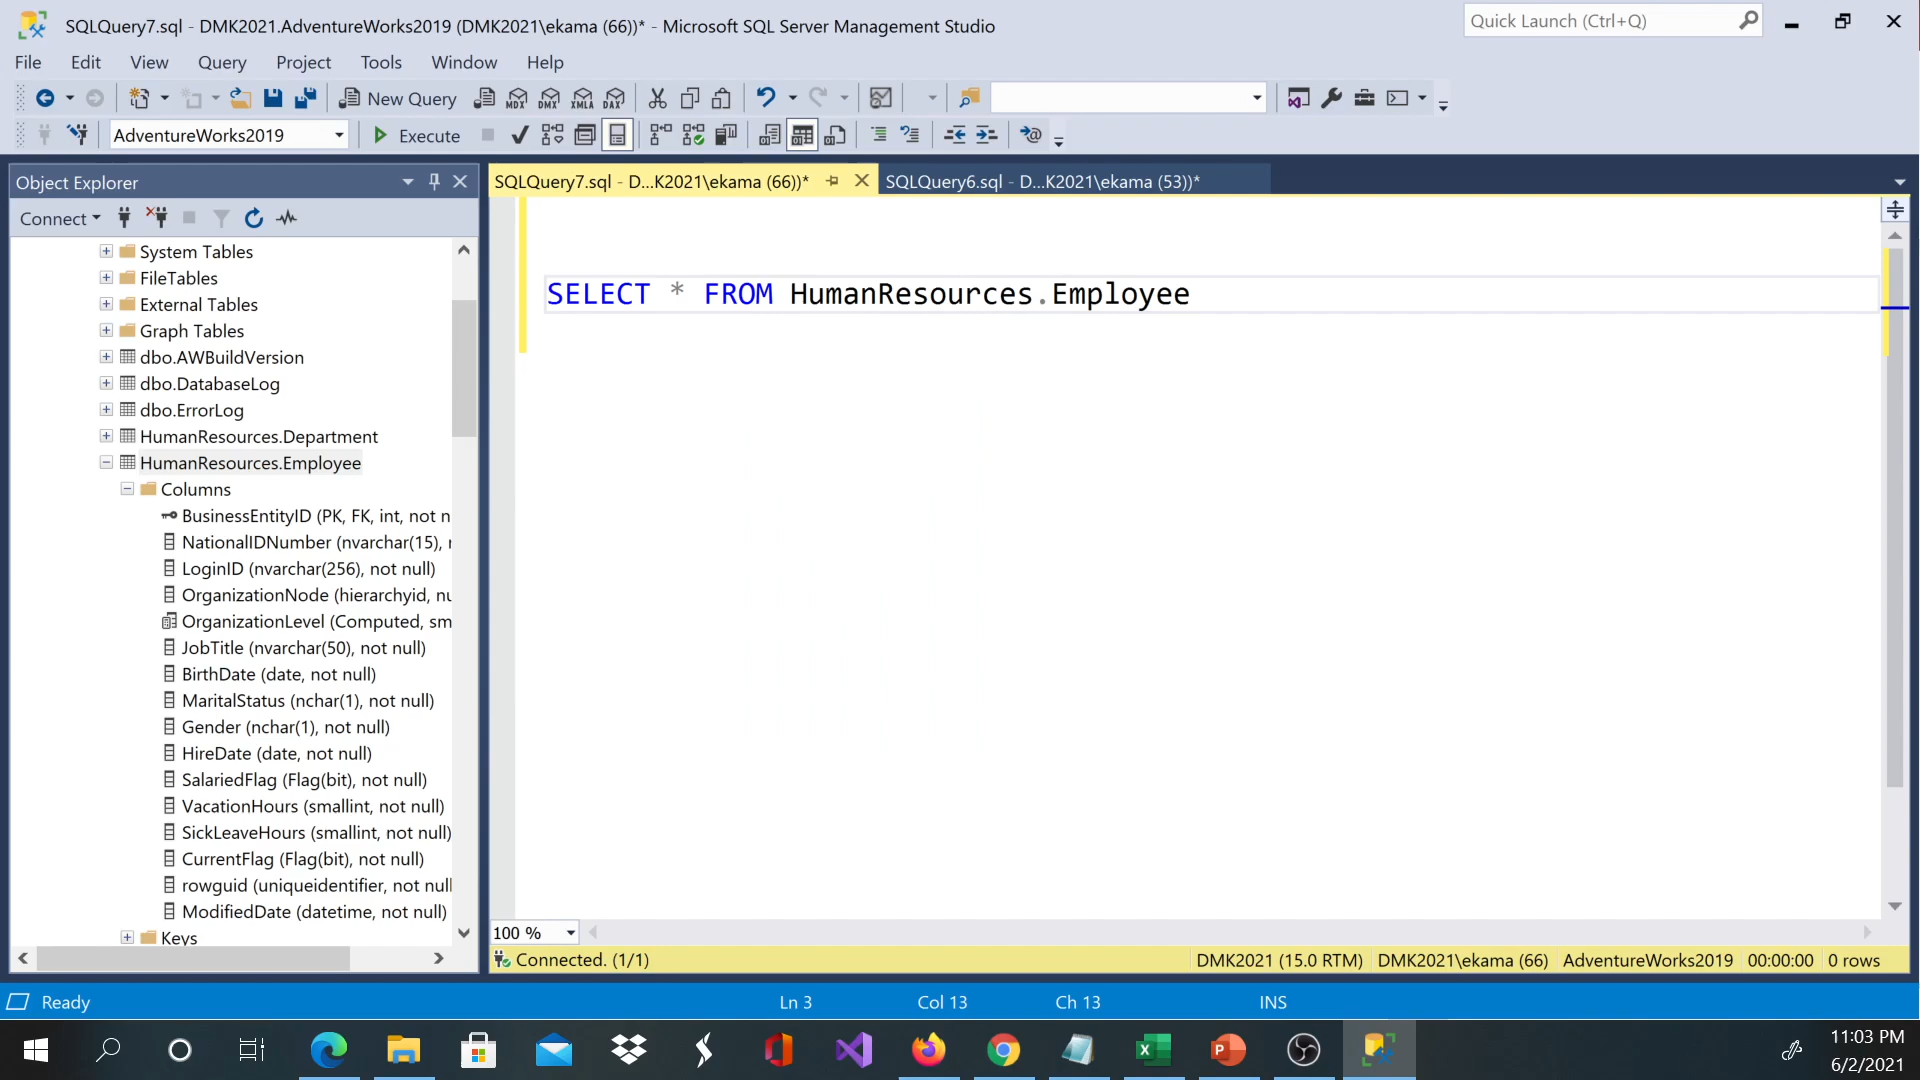 SQLQuery7.sql - DMK2021.AdventureWorks2019 (DMK2021\ekama (66))* - Microsoft SQL Server Management Studio
Quick Launch (Ctrl+Q)
File Edit View Query Project Tools Window Help
New Query MDX DMX XMLA DAX
AdventureWorks2019 Execute
Object Explorer
SQLQuery7.sql - D...K2021\ekama (66))*
SQLQuery6.sql - D...K2021\ekama (53))*
Connect
System Tables
FileTables
External Tables
Graph Tables
dbo.AWBuildVersion
dbo.DatabaseLog
dbo.ErrorLog
HumanResources.Department
HumanResources.Employee
Columns
BusinessEntityID (PK, FK, int, not n
NationalIDNumber (nvarchar(15), r
LoginID (nvarchar(256), not null)
OrganizationNode (hierarchyid, nu
OrganizationLevel (Computed, sm
JobTitle (nvarchar(50), not null)
BirthDate (date, not null)
MaritalStatus (nchar(1), not null)
Gender (nchar(1), not null)
HireDate (date, not null)
SalariedFlag (Flag(bit), not null)
VacationHours (smallint, not null)
SickLeaveHours (smallint, not null)
CurrentFlag (Flag(bit), not null)
rowguid (uniqueidentifier, not null
ModifiedDate (datetime, not null)
Keys
SELECT * FROM HumanResources.Employee
100 %
Connected. (1/1)
DMK2021 (15.0 RTM) DMK2021\ekama (66) AdventureWorks2019 00:00:00 0 rows
Ready Ln 3 Col 13 Ch 13 INS
11:03 PM
6/2/2021